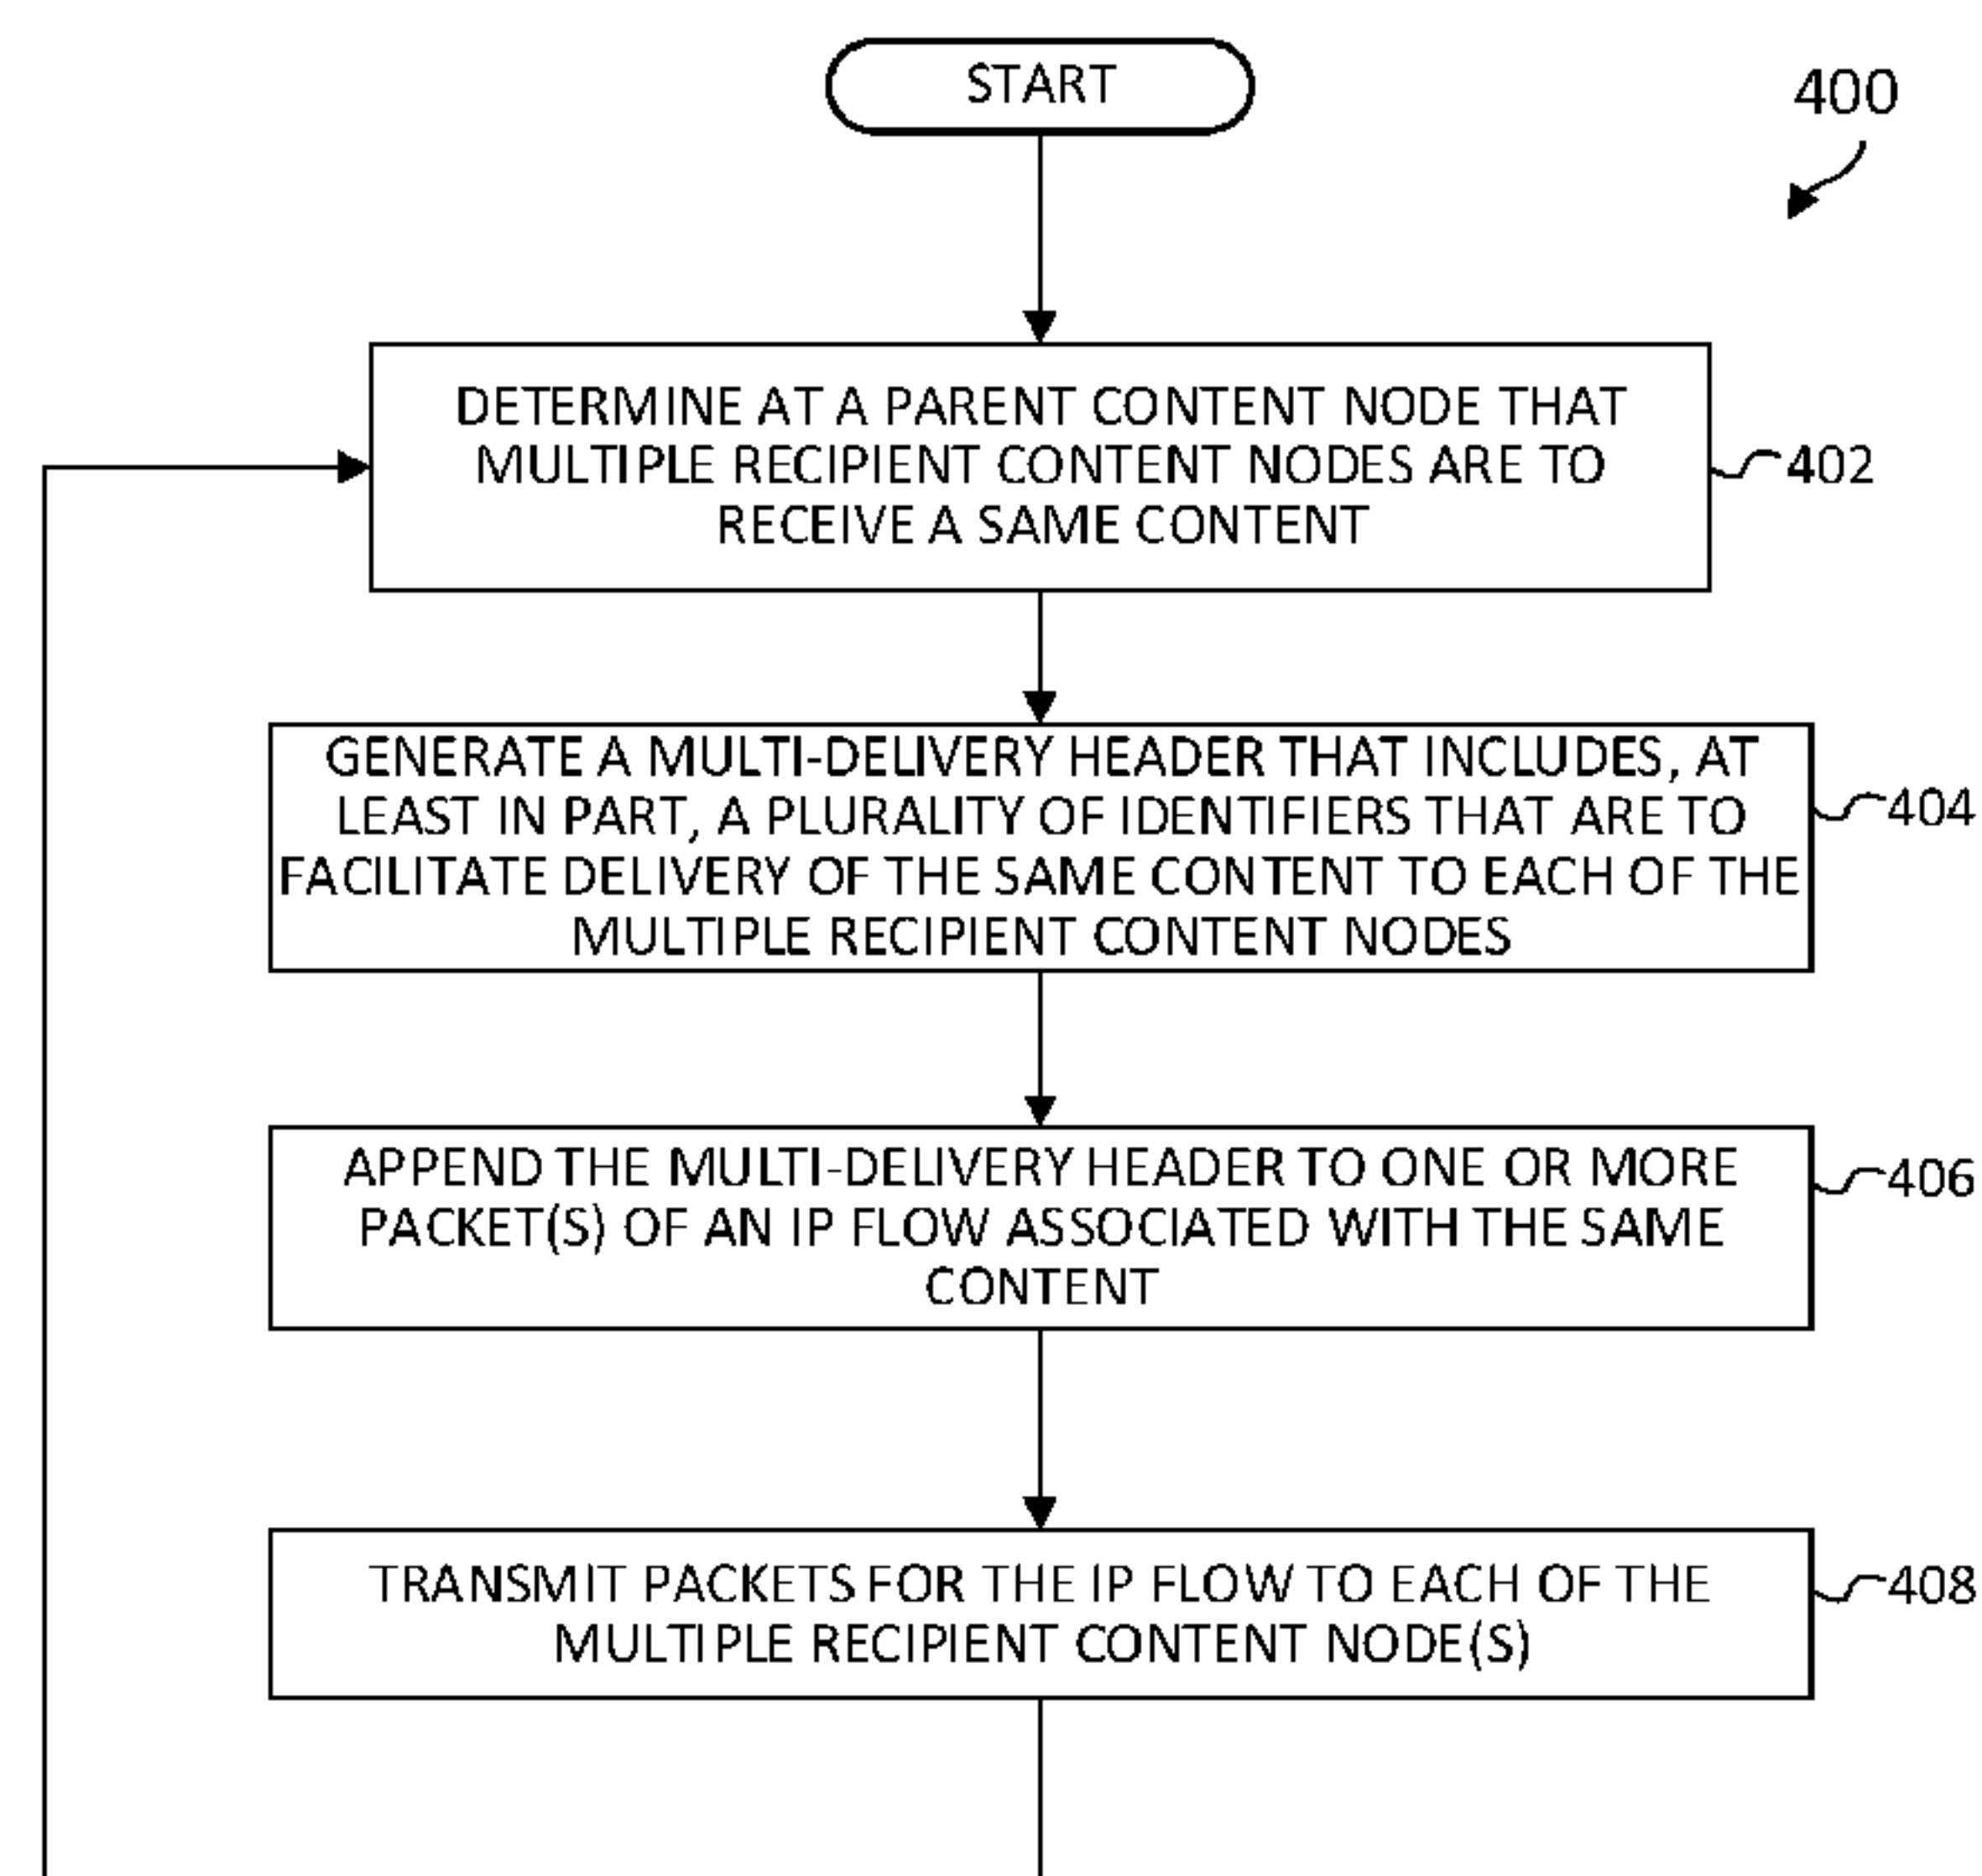 START
400
DETERMINE AT A PARENT CONTENT NODE THAT
MULTIPLE RECIPIENT CONTENT NODES ARE TO
RECEIVE A SAME CONTENT
402
GENERATE A MULTI-DELIVERY HEADER THAT INCLUDES, AT
LEAST IN PART, A PLURALITY OF IDENTIFIERS THAT ARE TO
FACILITATE DELIVERY OF THE SAME CONTENT TO EACH OF THE
MULTIPLE RECIPIENT CONTENT NODES
404
APPEND THE MULTI-DELIVERY HEADER TO ONE OR MORE
PACKET(S) OF AN IP FLOW ASSOCIATED WITH THE SAME
CONTENT
406
TRANSMIT PACKETS FOR THE IP FLOW TO EACH OF THE
MULTIPLE RECIPIENT CONTENT NODE(S)
408